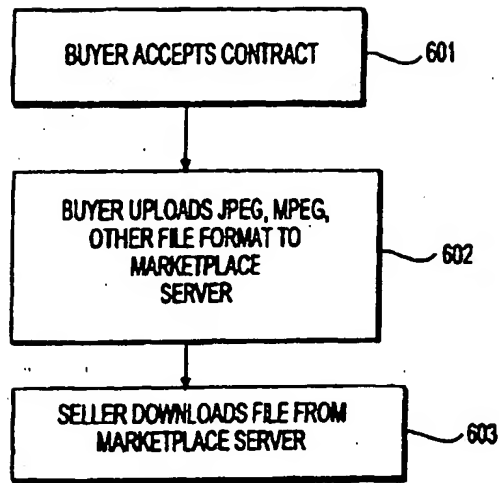 BUYER ACCEPTS CONTRACT
601
BUYER UPLOADS JPEG, MPEG,
OTHER FILE FORMAT TO
MARKETPLACE
SERVER
602
SELLER DOWNLOADS FILE FROM
MARKETPLACE SERVER
603